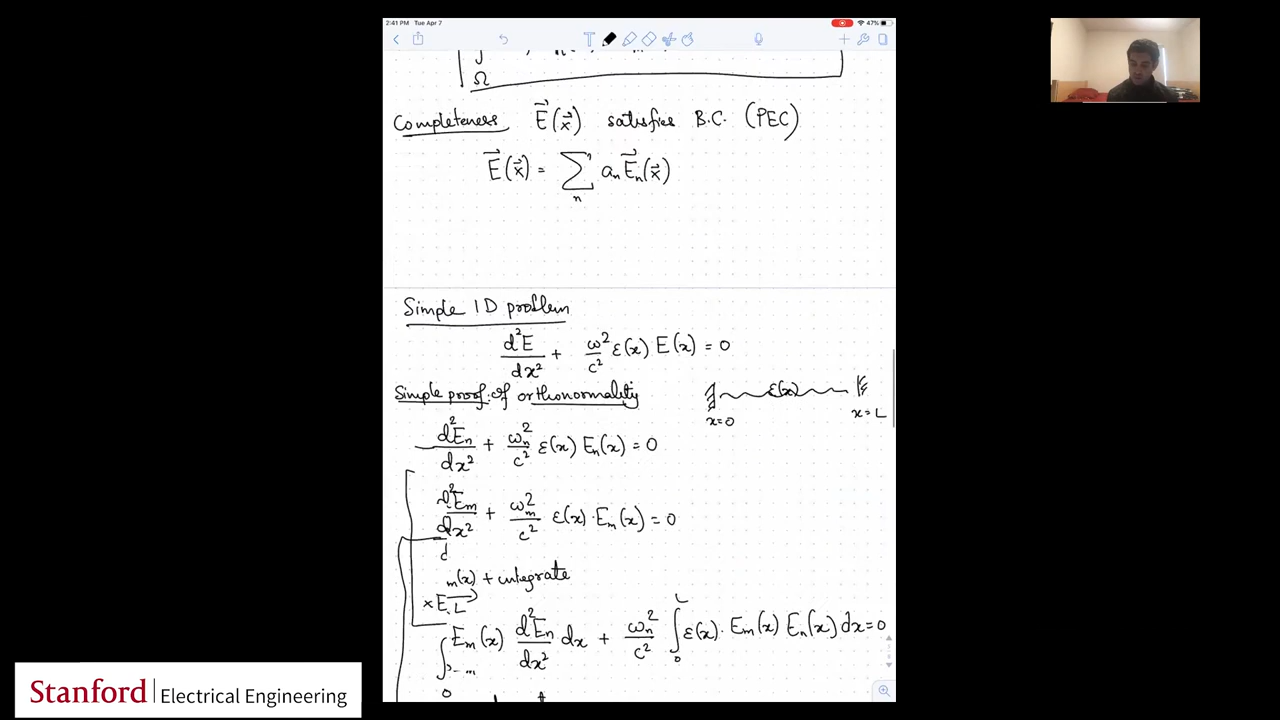 2:41 PM Tue Apr 7
47%
T
Ω
Completeness E⃗(x⃗) satisfies B.C. (PEC)
E⃗(x⃗) = ∑ₙ aₙ E⃗ₙ(x⃗)
Simple 1D problem
d²E/dx² + ω²/c² ε(x) E(x) = 0
Simple proof of orthonormality
ε(x)
x=0
x=L
d²Eₙ/dx² + ωₙ²/c² ε(x) Eₙ(x) = 0
d²Eₘ/dx² + ωₘ²/c² ε(x) · Eₘ(x) = 0
d
m(x) + integrate
× E
L
∫₀ Eₘ(x) d²Eₙ/dx² dx + ωₙ²/c² ∫₀ᴸ ε(x) · Eₘ(x) Eₙ(x) dx = 0
Stanford Electrical Engineering